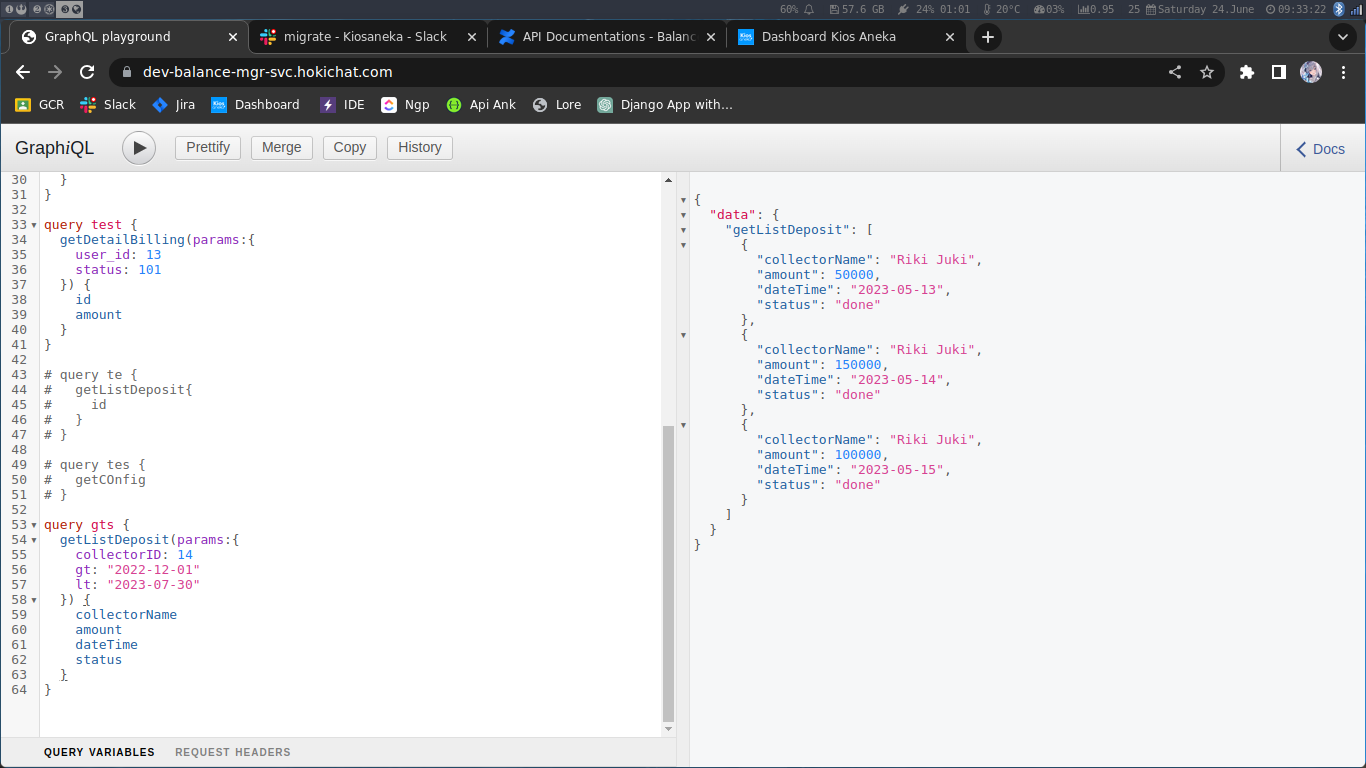 60% 57.6 GB 24% 01:01 20°C 03% 0.95 25 Saturday 24.June 09:33:22
GraphQL playground
migrate - Kiosaneka - Slack
API Documentations - Balanc
Dashboard Kios Aneka
dev-balance-mgr-svc.hokichat.com
GCR Slack Jira Dashboard IDE Ngp Api Ank Lore Django App with…
GraphiQL Prettify Merge Copy History Docs
30 }
31 }
32
33 query test {
34 getDetailBilling(params:{
35 user_id: 13
36 status: 101
37 }) {
38 id
39 amount
40 }
41 }
42
43 # query te {
44 # getListDeposit{
45 # id
46 # }
47 # }
48
49 # query tes {
50 # getCOnfig
51 # }
52
53 query gts {
54 getListDeposit(params:{
55 collectorID: 14
56 gt: "2022-12-01"
57 lt: "2023-07-30"
58 }) {
59 collectorName
60 amount
61 dateTime
62 status
63 }
64 }
QUERY VARIABLES REQUEST HEADERS
{
"data": {
"getListDeposit": [
{
"collectorName": "Riki Juki",
"amount": 50000,
"dateTime": "2023-05-13",
"status": "done"
},
{
"collectorName": "Riki Juki",
"amount": 150000,
"dateTime": "2023-05-14",
"status": "done"
},
{
"collectorName": "Riki Juki",
"amount": 100000,
"dateTime": "2023-05-15",
"status": "done"
}
]
}
}